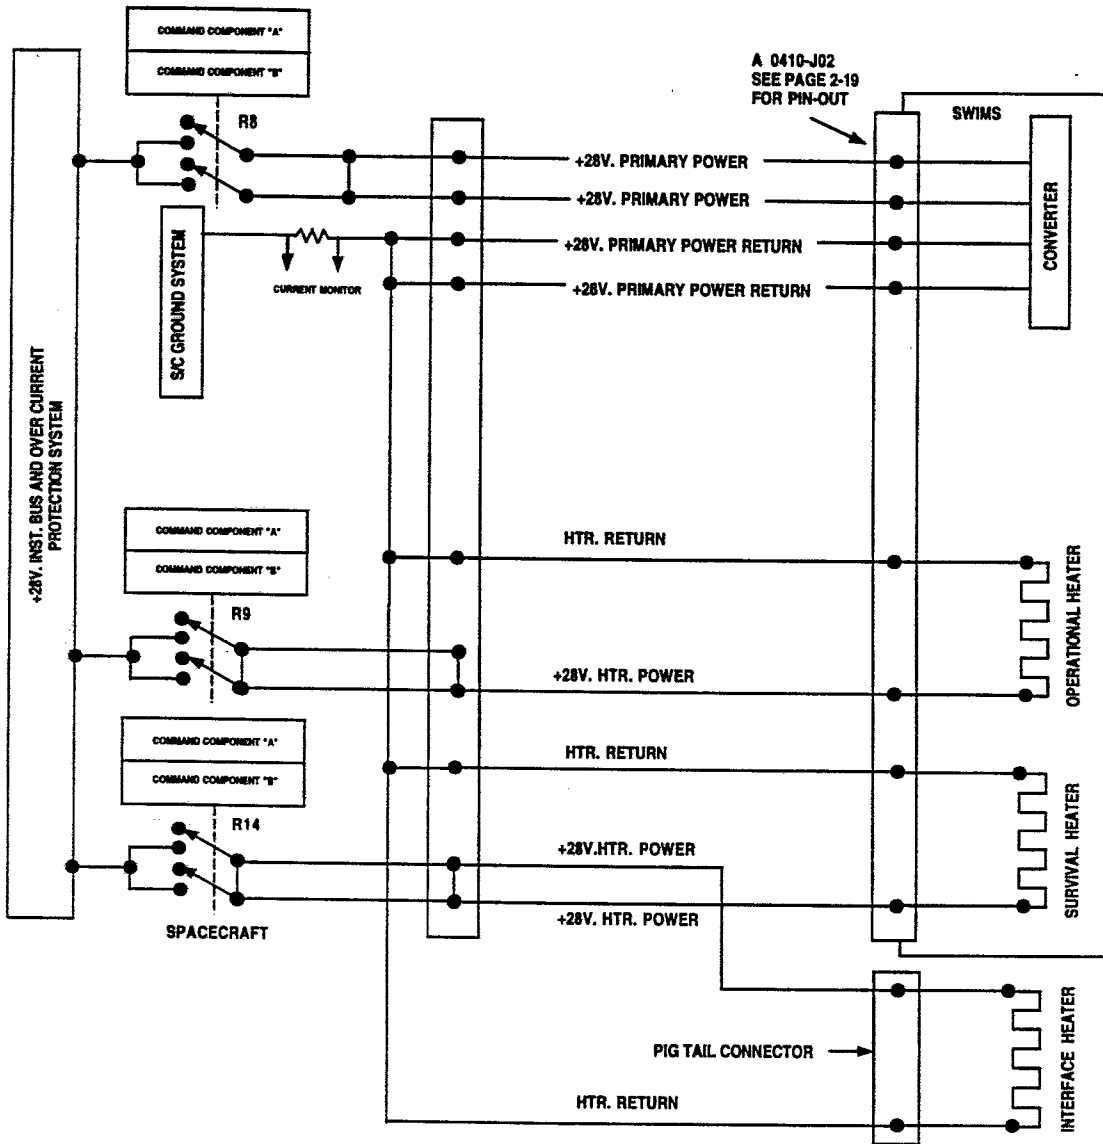 COMMAND COMPONENT "A"
COMMAND COMPONENT "B"
R8
A 0410-J02
SEE PAGE 2-19
FOR PIN-OUT
SWIMS
+28V. PRIMARY POWER
+28V. PRIMARY POWER
+28V. PRIMARY POWER RETURN
+28V. PRIMARY POWER RETURN
CONVERTER
CURRENT MONITOR
S/C GROUND SYSTEM
+28V. INST. BUS AND OVER CURRENT
PROTECTION SYSTEM
COMMAND COMPONENT "A"
COMMAND COMPONENT "B"
R9
HTR. RETURN
+28V. HTR. POWER
OPERATIONAL HEATER
COMMAND COMPONENT "A"
COMMAND COMPONENT "B"
R14
HTR. RETURN
+28V.HTR. POWER
+28V. HTR. POWER
SURVIVAL HEATER
SPACECRAFT
PIG TAIL CONNECTOR
HTR. RETURN
INTERFACE HEATER